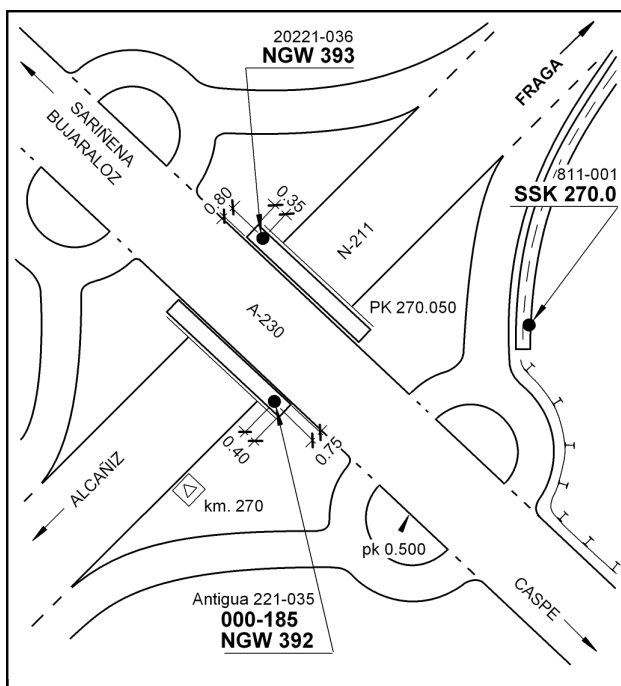 20221-036
NGW 393
FRAGA
SARIÑENA
BUJARALOZ
/811-001
SSK 270.0
0.80
0.35
N-211
PK 270.050
A-230
ALCAÑIZ
0.40
0.75
km. 270
pk 0.500
CASPE
Antigua 221-035
000-185
NGW 392